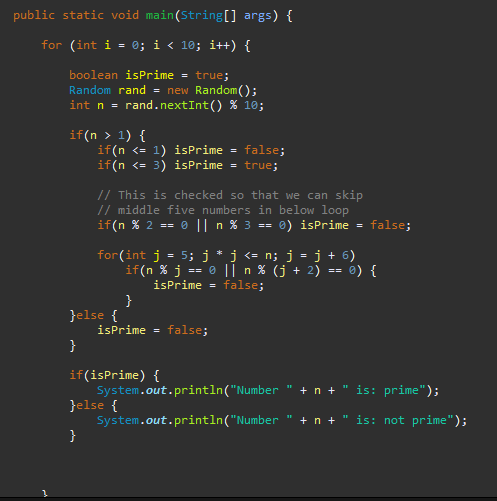 public static void main(String[] args) {
for (int i = 0; i < 10; i++) {
boolean isPrime = true;
Random rand = new Random();
int n = rand.nextInt() % 10;
if(n > 1) {
if(n <= 1) isPrime = false;
if(n <= 3) isPrime = true;
// This is checked so that we can skip
// middle five numbers in below loop
if(n % 2 == 0 || n % 3 == 0) isPrime = false;
for(int j = 5; j * j <= n; j = j + 6)
if(n % j == 0 || n % (j + 2) == 0) {
isPrime = false;
}
}else {
isPrime = false;
}
if(isPrime) {
System.out.println("Number " + n + " is: prime");
}else {
System.out.println("Number " + n + " is: not prime");
}
}